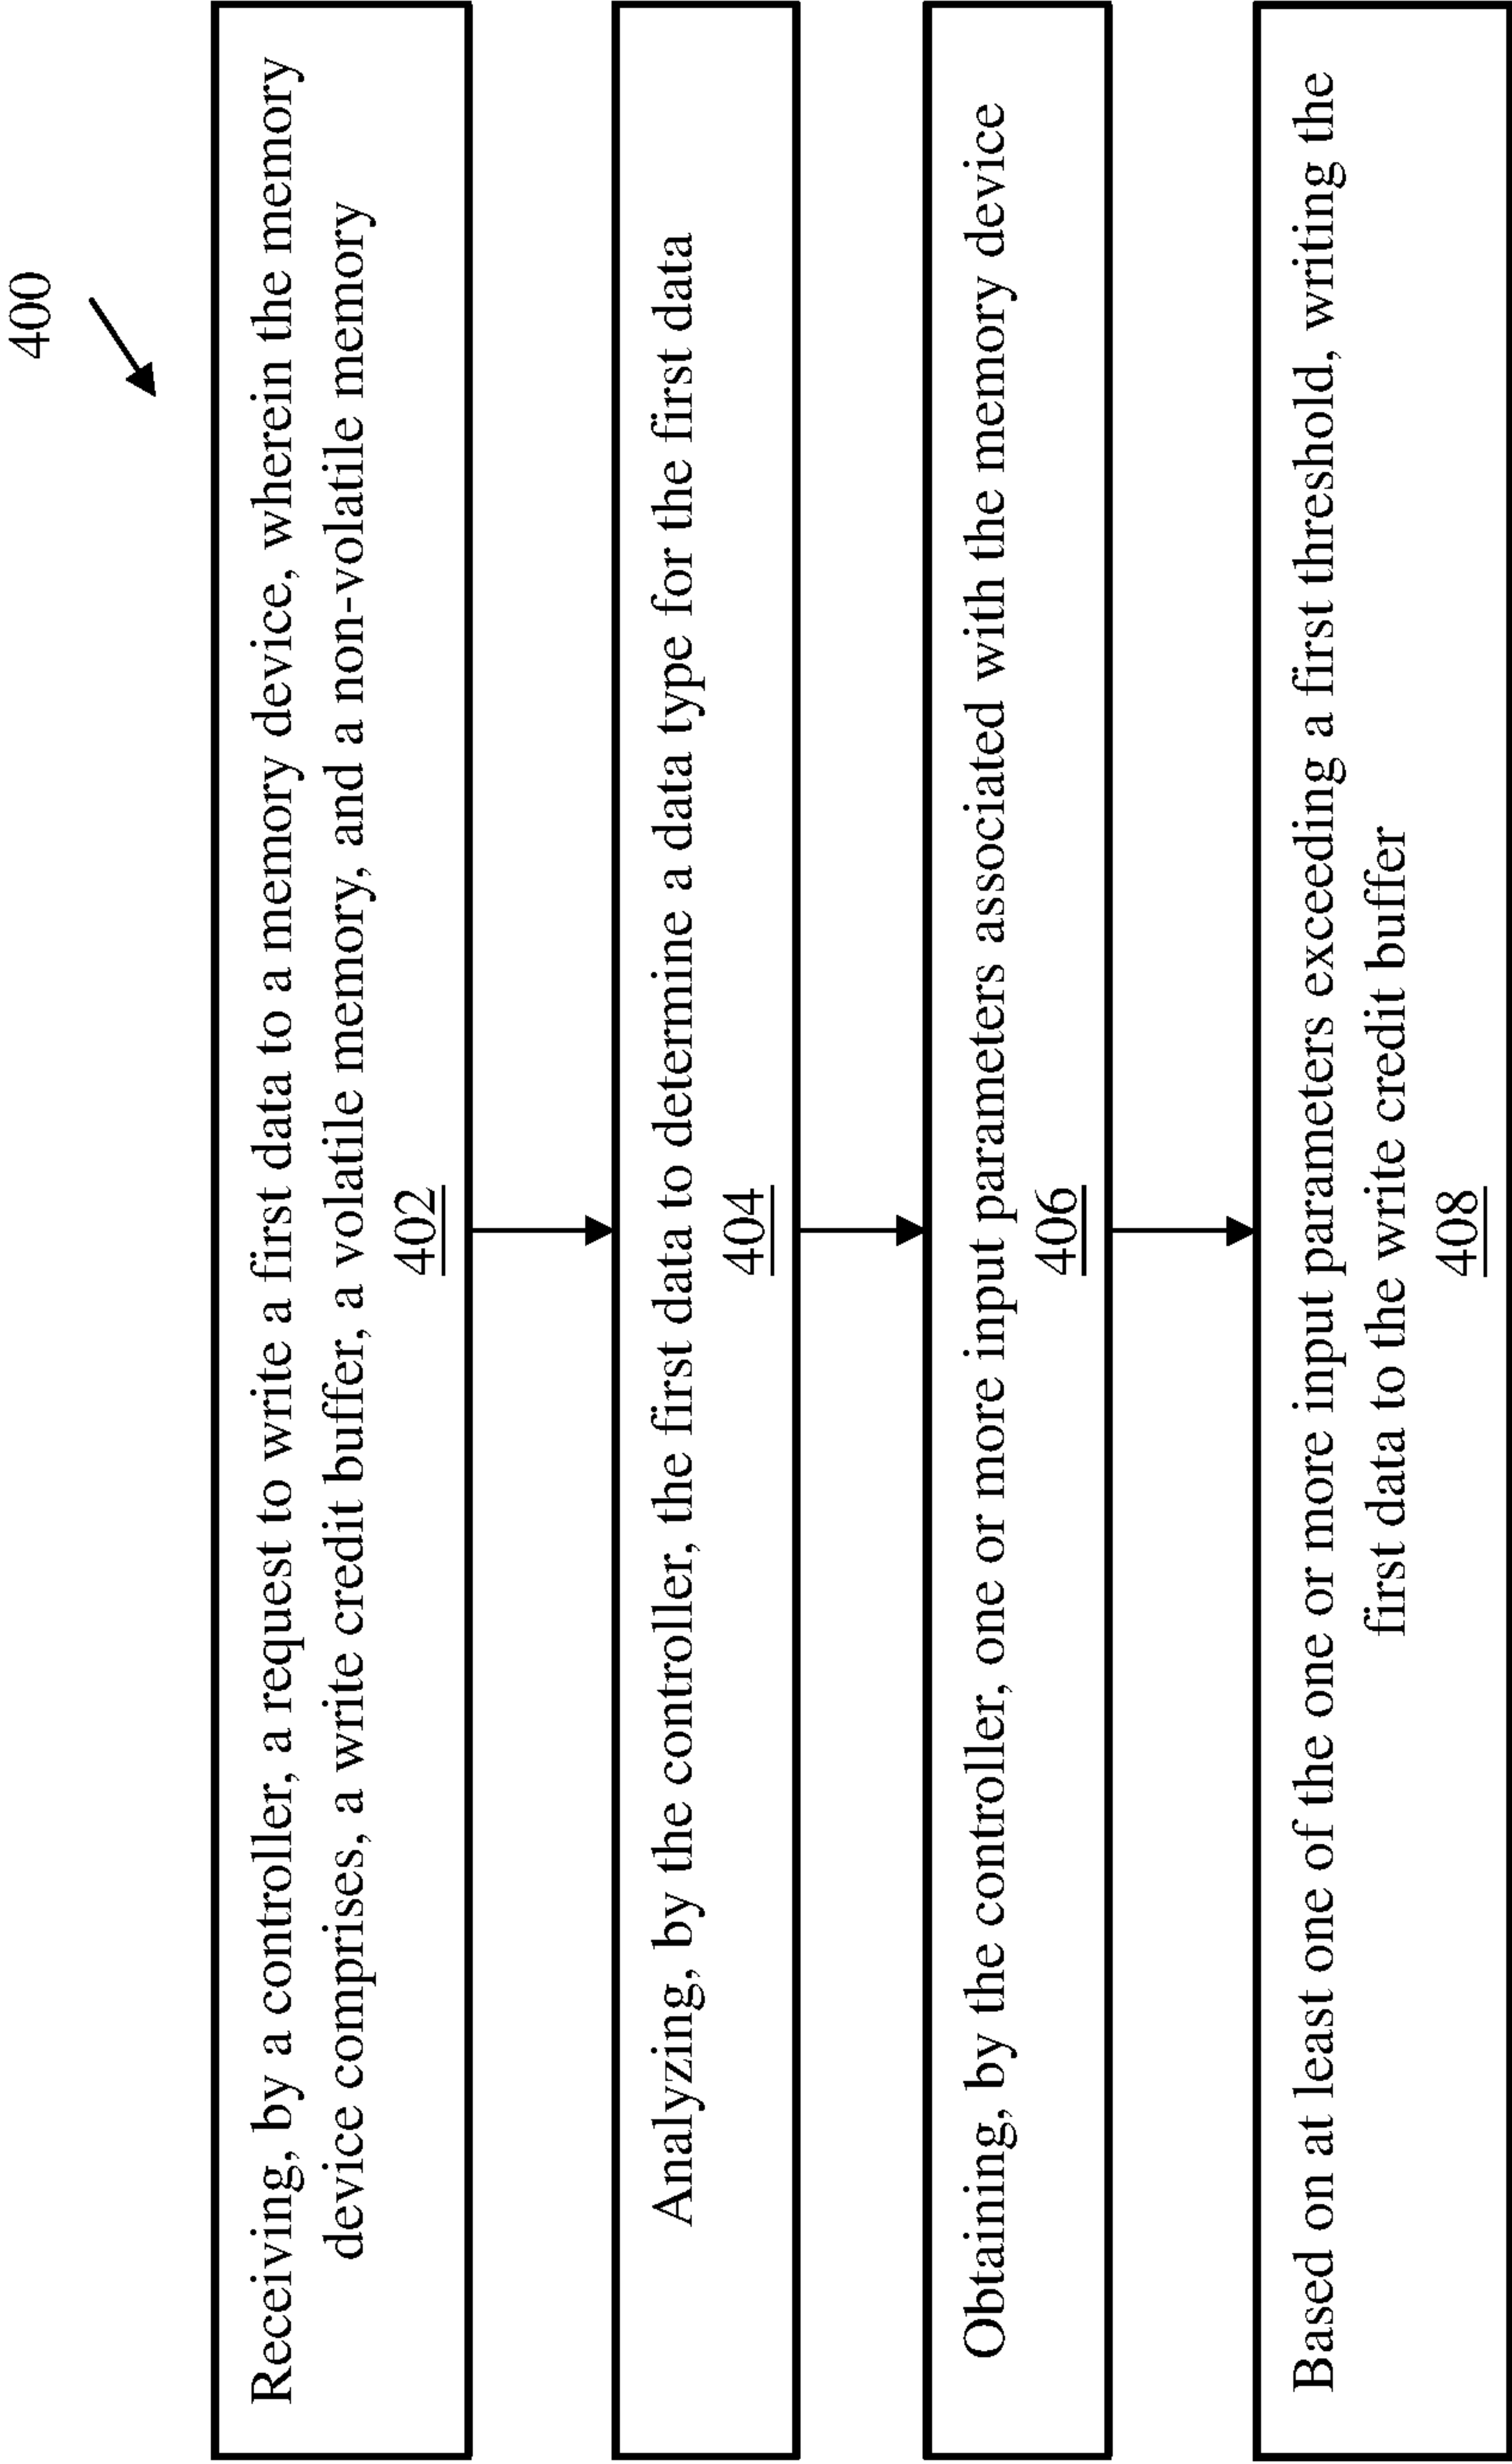 400
Receiving, by a controller, a request to write a first data to a memory device, wherein the memory
device comprises, a write credit buffer, a volatile memory, and a non-volatile memory
402
Analyzing, by the controller, the first data to determine a data type for the first data
404
Obtaining, by the controller, one or more input parameters associated with the memory device
406
Based on at least one of the one or more input parameters exceeding a first threshold, writing the
first data to the write credit buffer
408